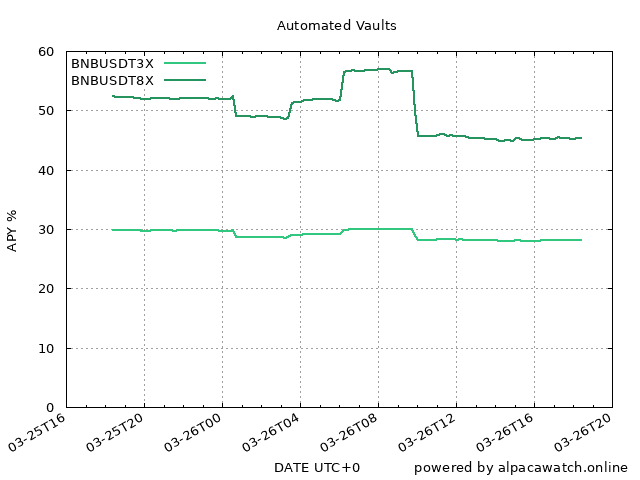 Automated Vaults
BNBUSDT3X
BNBUSDT8X
60
50
40
30
20
10
0
APY %
03-25T16
03-25T20
03-26T00
03-26T04
03-26T08
03-26T12
03-26T16
03-26T20
DATE UTC+0
powered by alpacawatch.online